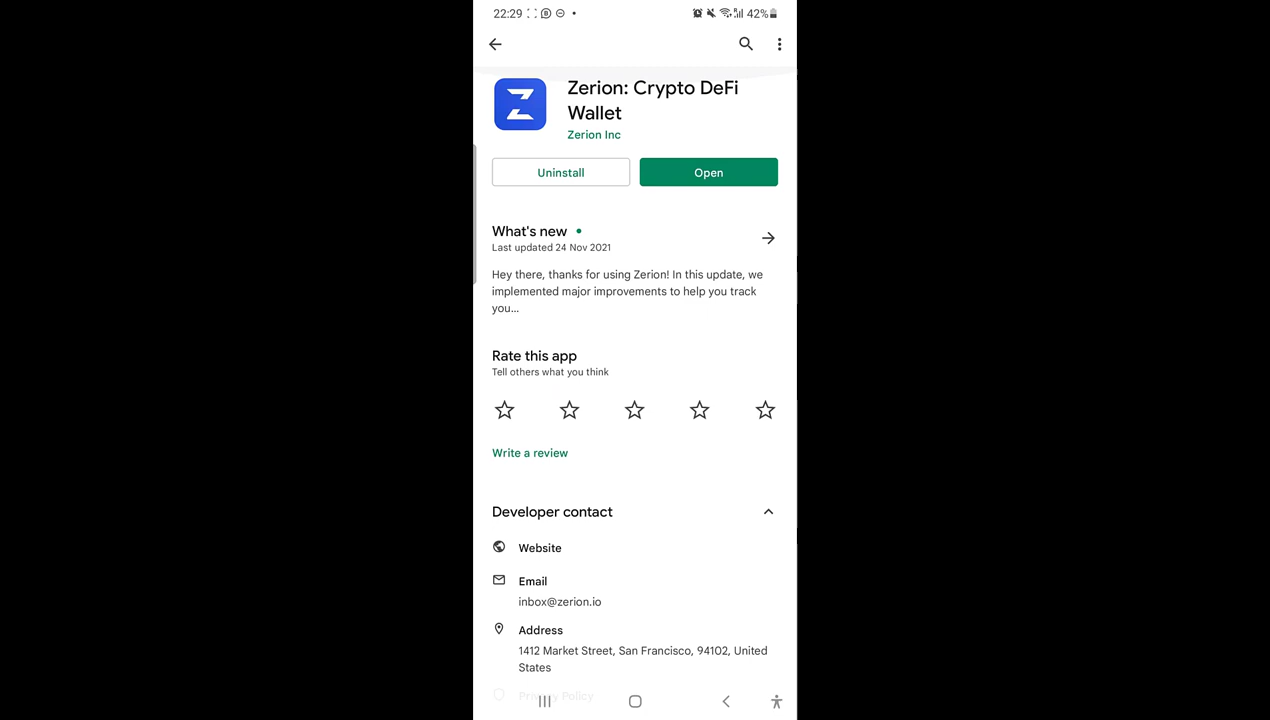 22:29
42%
Zerion: Crypto DeFi
Wallet
Zerion Inc
Uninstall
Open
What's new
Last updated 24 Nov 2021
Hey there, thanks for using Zerion! In this update, we
implemented major improvements to help you track
you...
Rate this app
Tell others what you think
Write a review
Developer contact
Website
Email
inbox@zerion.io
Address
1412 Market Street, San Francisco, 94102, United
States
Privacy Policy